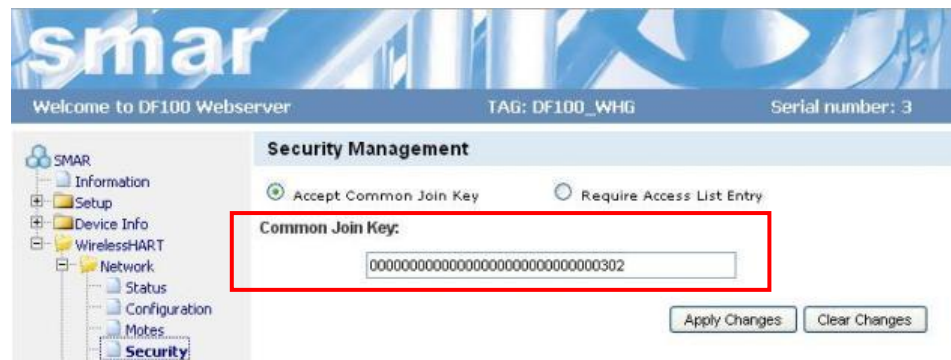 smar
Welcome to DF100 Webserver TAG: DF100_WHG Serial number: 3
SMAR
Information
Setup
Device Info
WirelessHART
Network
Status
Configuration
Motes
Security
Security Management
Accept Common Join Key Require Access List Entry
Common Join Key:
00000000000000000000000000000302
Apply Changes Clear Changes